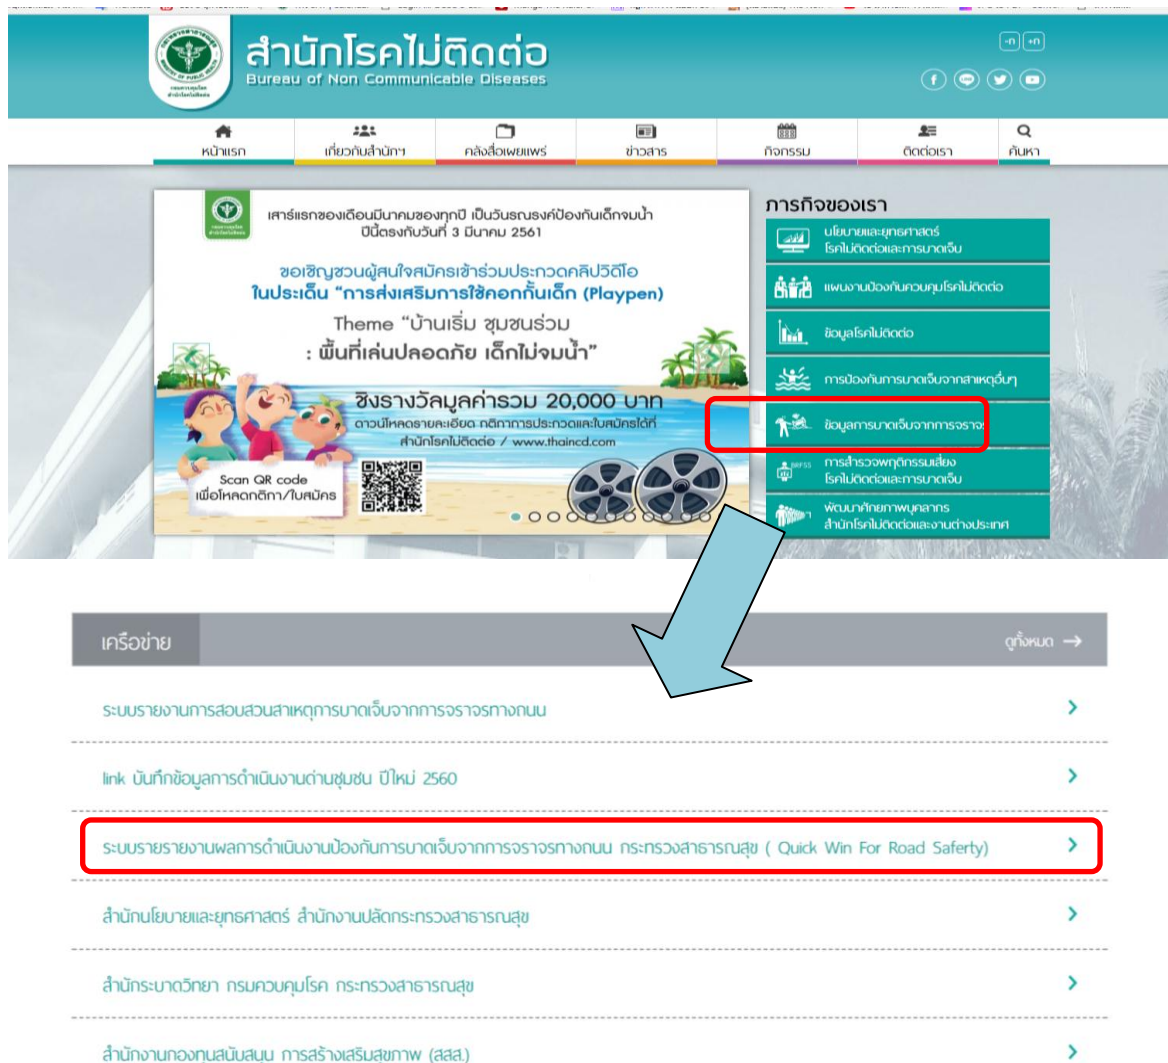 สำนักโรคไม่ติดต่อ
Bureau of Non Communicable Diseases
-ก +ก
หน้าแรก
เกี่ยวกับสำนักฯ
คลังสื่อเผยแพร่
ข่าวสาร
กิจกรรม
ติดต่อเรา
ค้นหา
เสาร์แรกของเดือนมีนาคมของทุกปี เป็นวันรณรงค์ป้องกันเด็กจมน้ำ
ปีนี้ตรงกับวันที่ 3 มีนาคม 2561
ขอเชิญชวนผู้สนใจสมัครเข้าร่วมประกวดคลิปวิดีโอ
ในประเด็น “การส่งเสริมการใช้คอกกั้นเด็ก (Playpen)
Theme “บ้านเริ่ม ชุมชนร่วม
: พื้นที่เล่นปลอดภัย เด็กไม่จมน้ำ”
ชิงรางวัลมูลค่ารวม 20,000 บาท
ดาวน์โหลดรายละเอียด กติกาการประกวดและใบสมัครได้ที่
สำนักโรคไม่ติดต่อ / www.thaincd.com
Scan QR code
เพื่อโหลดกติกา/ใบสมัคร
ภารกิจของเรา
นโยบายและยุทธศาสตร์
โรคไม่ติดต่อและการบาดเจ็บ
แผนงานป้องกันควบคุมโรคไม่ติดต่อ
ข้อมูลโรคไม่ติดต่อ
การป้องกันการบาดเจ็บจากสาเหตุอื่นๆ
ข้อมูลการบาดเจ็บจากการจราจร
BRFSS
การสำรวจพฤติกรรมเสี่ยง
โรคไม่ติดต่อและการบาดเจ็บ
พัฒนาศักยภาพบุคลากร
สำนักโรคไม่ติดต่อและงานต่างประเทศ
เครือข่าย
ดูทั้งหมด →
ระบบรายงานการสอบสวนสาเหตุการบาดเจ็บจากการจราจรทางถนน
link บันทึกข้อมูลการดำเนินงานด่านชุมชน ปีใหม่ 2560
ระบบรายรายงานผลการดำเนินงานป้องกันการบาดเจ็บจากการจราจรทางถนน กระทรวงสาธารณสุข ( Quick Win For Road Saferty)
สำนักนโยบายและยุทธศาสตร์ สำนักงานปลัดกระทรวงสาธารณสุข
สำนักระบาดวิทยา กรมควบคุมโรค กระทรวงสาธารณสุข
สำนักงานกองทุนสนับสนุน การสร้างเสริมสุขภาพ (สสส.)